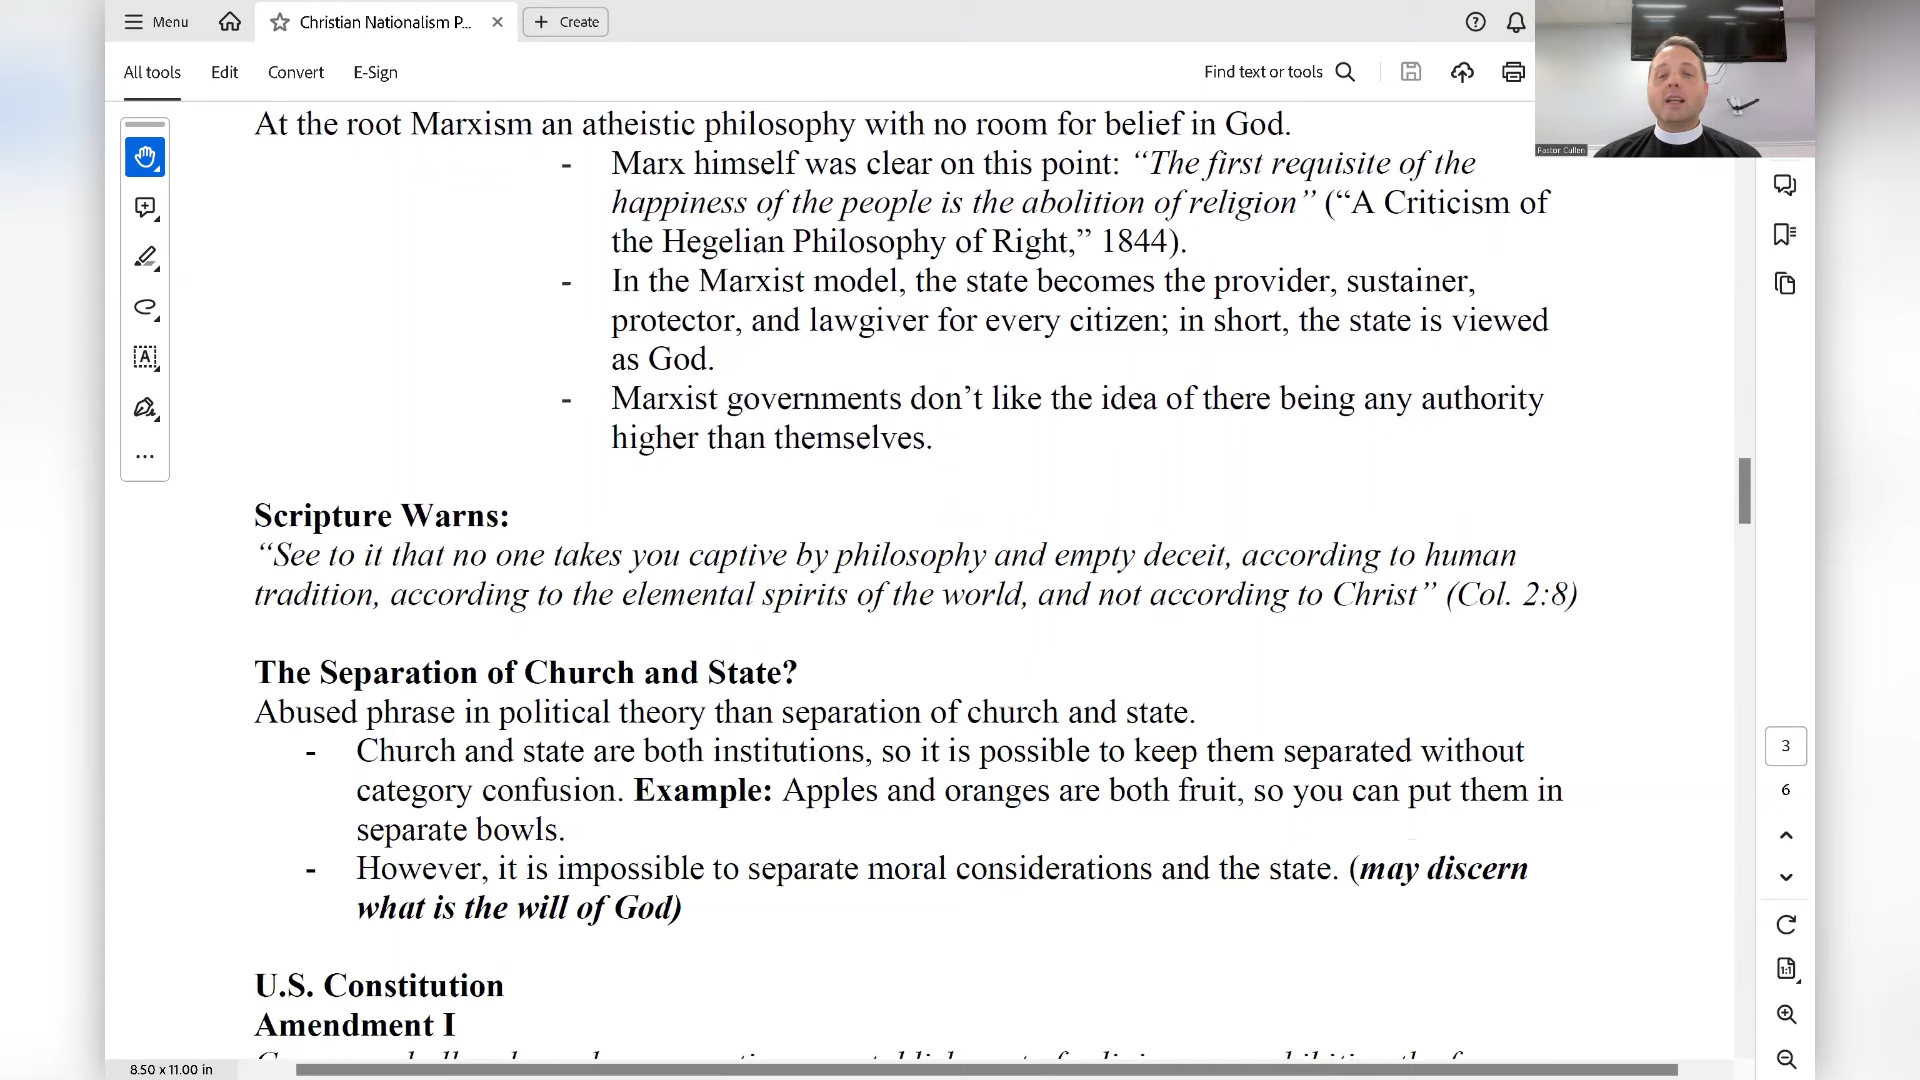 Menu
Christian Nationalism P...
Create
All tools
Edit
Convert
E-Sign
Find text or tools
Pastor Cullen
At the root Marxism an atheistic philosophy with no room for belief in God.
- Marx himself was clear on this point: “The first requisite of the
happiness of the people is the abolition of religion” (“A Criticism of
the Hegelian Philosophy of Right,” 1844).
- In the Marxist model, the state becomes the provider, sustainer,
protector, and lawgiver for every citizen; in short, the state is viewed
as God.
- Marxist governments don’t like the idea of there being any authority
higher than themselves.
Scripture Warns:
“See to it that no one takes you captive by philosophy and empty deceit, according to human
tradition, according to the elemental spirits of the world, and not according to Christ” (Col. 2:8)
The Separation of Church and State?
Abused phrase in political theory than separation of church and state.
- Church and state are both institutions, so it is possible to keep them separated without
category confusion. Example: Apples and oranges are both fruit, so you can put them in
separate bowls.
- However, it is impossible to separate moral considerations and the state. (may discern
what is the will of God)
U.S. Constitution
Amendment I
3
6
8.50 x 11.00 in